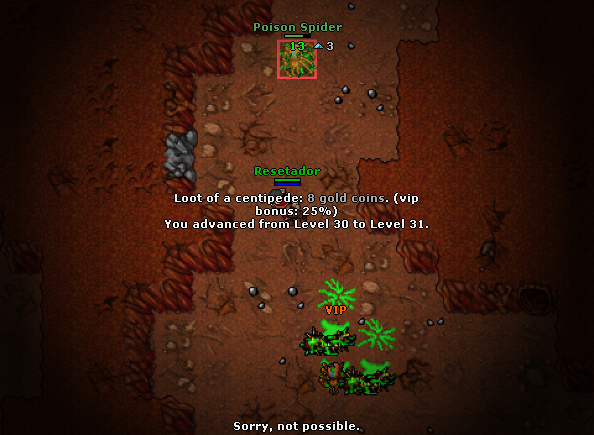 Poison Spider
13 3
Resetador
Loot of a centipede: 8 gold coins. (vip
bonus: 25%)
You advanced from Level 30 to Level 31.
VIP
Sorry, not possible.